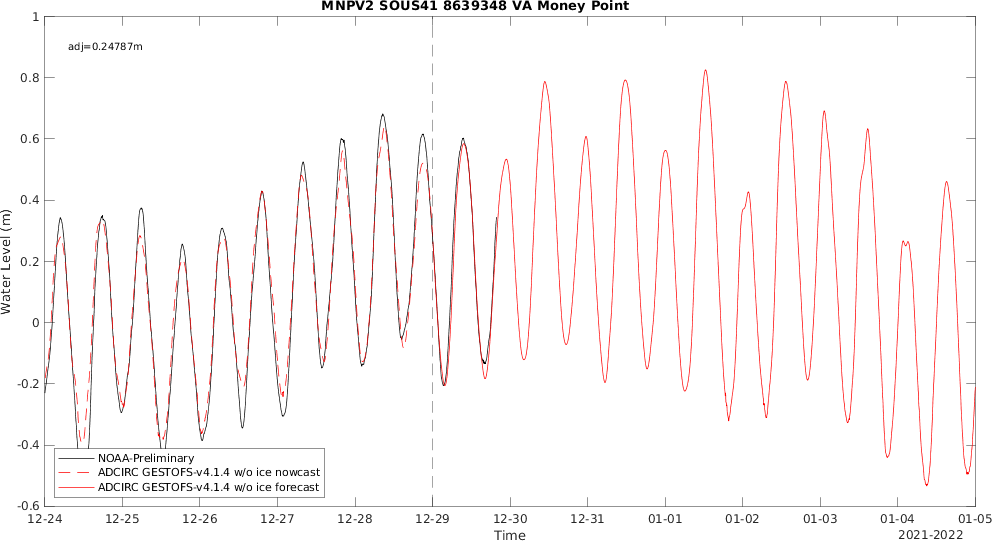 MNPV2 SOUS41 8639348 VA Money Point
1
0.8
0.6
0.4
0.2
0
-0.2
-0.4
-0.6
Water Level (m)
adj=0.24787m
NOAA-Preliminary
ADCIRC GESTOFS-v4.1.4 w/o ice nowcast
ADCIRC GESTOFS-v4.1.4 w/o ice forecast
12-24 12-25 12-26 12-27 12-28 12-29 12-30 12-31 01-01 01-02 01-03 01-04 01-05
Time
2021-2022